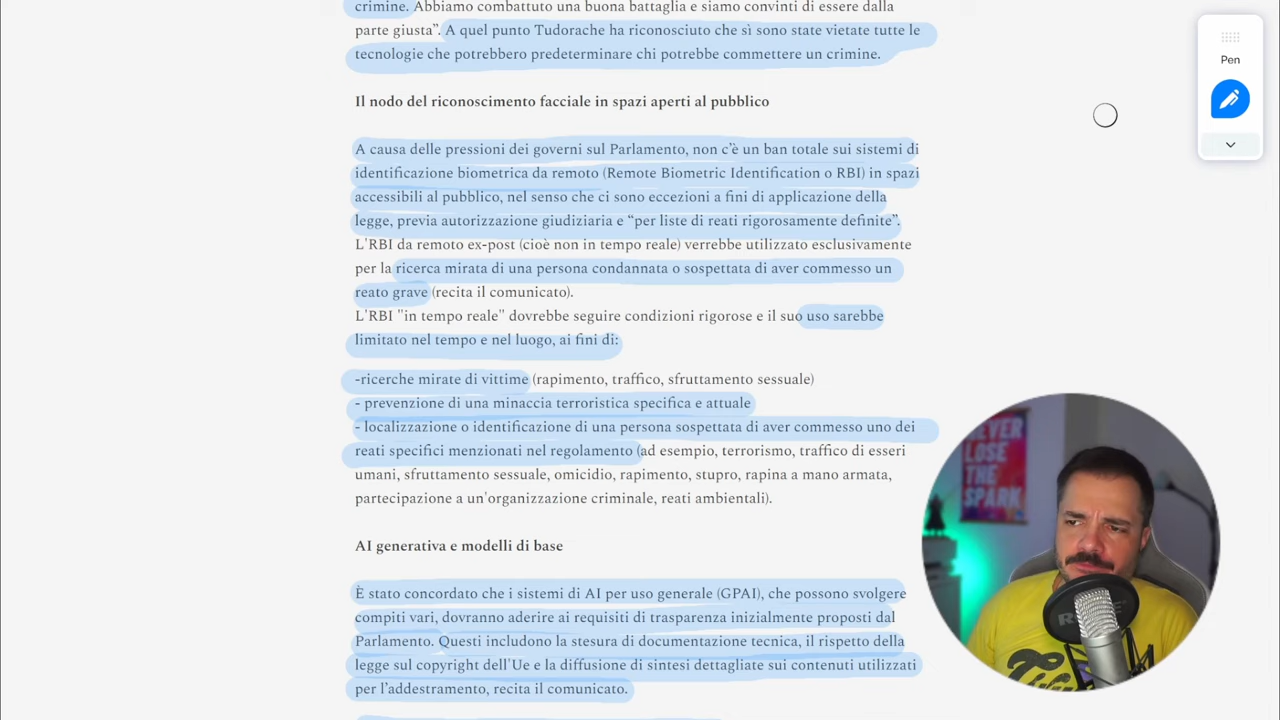 crimine. Abbiamo combattuto una buona battaglia e siamo convinti di essere dalla
parte giusta”. A quel punto Tudorache ha riconosciuto che sì sono state vietate tutte le
tecnologie che potrebbero predeterminare chi potrebbe commettere un crimine.
Il nodo del riconoscimento facciale in spazi aperti al pubblico
A causa delle pressioni dei governi sul Parlamento, non c’è un ban totale sui sistemi di
identificazione biometrica da remoto (Remote Biometric Identification o RBI) in spazi
accessibili al pubblico, nel senso che ci sono eccezioni a fini di applicazione della
legge, previa autorizzazione giudiziaria e “per liste di reati rigorosamente definite”.
L'RBI da remoto ex-post (cioè non in tempo reale) verrebbe utilizzato esclusivamente
per la ricerca mirata di una persona condannata o sospettata di aver commesso un
reato grave (recita il comunicato).
L'RBI "in tempo reale" dovrebbe seguire condizioni rigorose e il suo uso sarebbe
limitato nel tempo e nel luogo, ai fini di:
-ricerche mirate di vittime (rapimento, traffico, sfruttamento sessuale)
- prevenzione di una minaccia terroristica specifica e attuale
- localizzazione o identificazione di una persona sospettata di aver commesso uno dei
reati specifici menzionati nel regolamento (ad esempio, terrorismo, traffico di esseri
umani, sfruttamento sessuale, omicidio, rapimento, stupro, rapina a mano armata,
partecipazione a un'organizzazione criminale, reati ambientali).
AI generativa e modelli di base
È stato concordato che i sistemi di AI per uso generale (GPAI), che possono svolgere
compiti vari, dovranno aderire ai requisiti di trasparenza inizialmente proposti dal
Parlamento. Questi includono la stesura di documentazione tecnica, il rispetto della
legge sul copyright dell'Ue e la diffusione di sintesi dettagliate sui contenuti utilizzati
per l’addestramento, recita il comunicato.
Pen
NEVER
LOSE
THE
SPARK